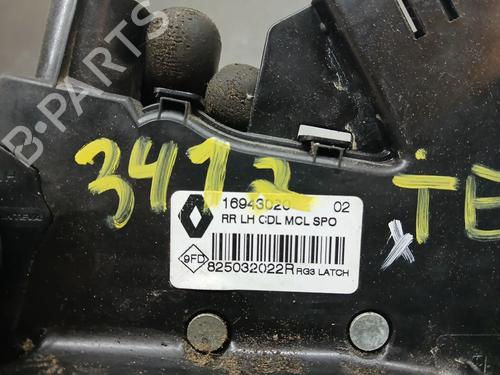 B-PARTS
3412 TE
16943020 02
RR LH CDL MCL SPO
9FD
825032022R RG3 LATCH